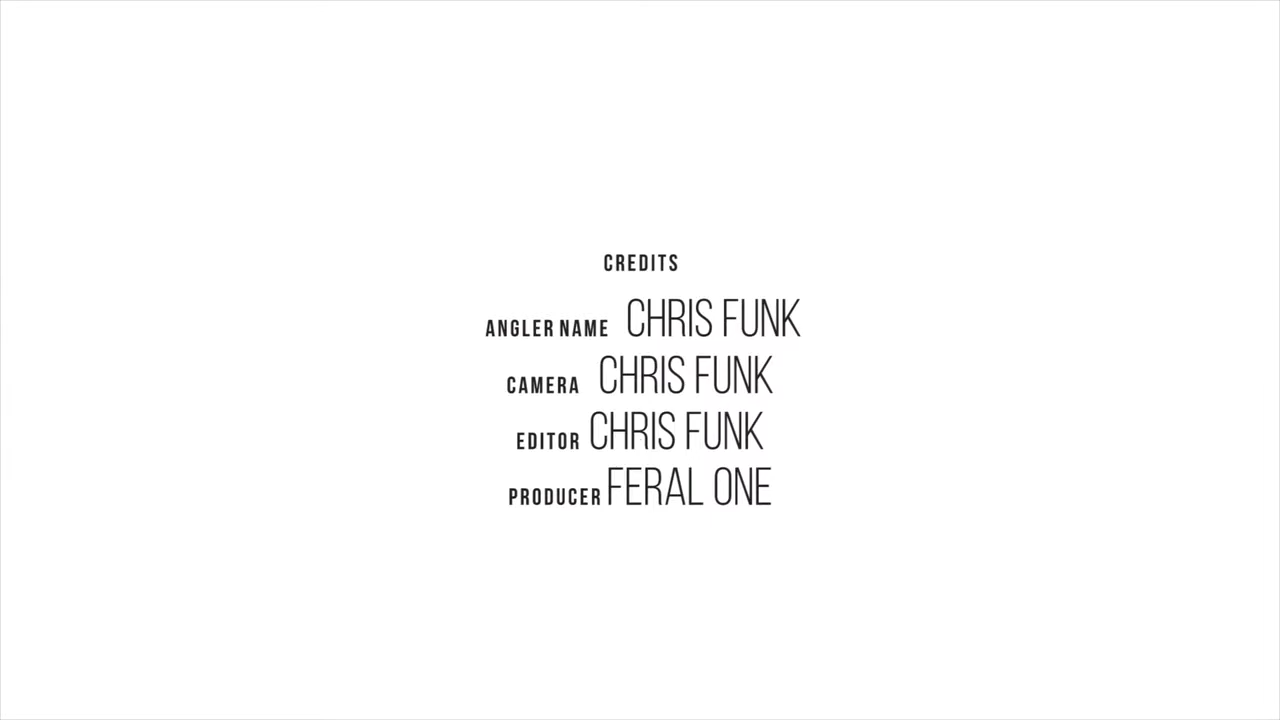 CREDITS
ANGLER NAME CHRIS FUNK
CAMERA CHRIS FUNK
EDITOR CHRIS FUNK
PRODUCER FERAL ONE